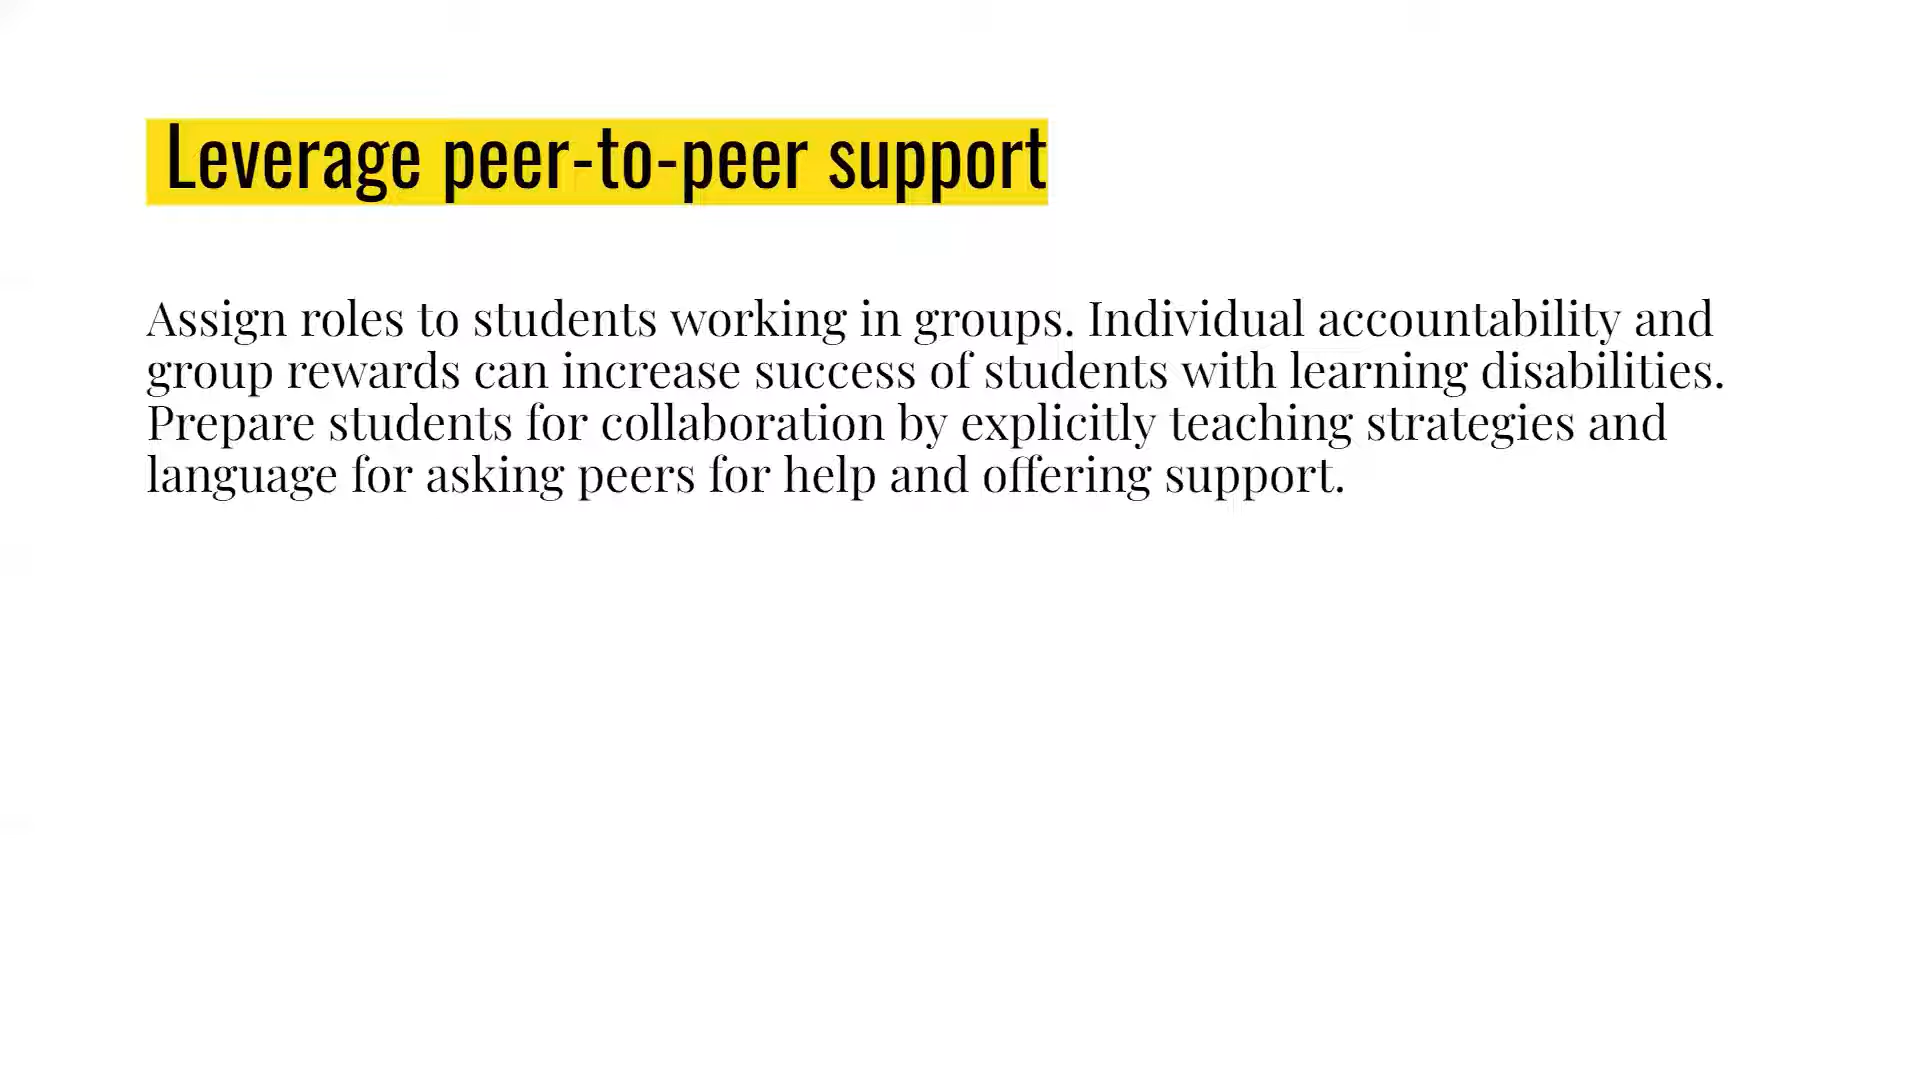 Leverage peer-to-peer support
Assign roles to students working in groups. Individual accountability and
group rewards can increase success of students with learning disabilities.
Prepare students for collaboration by explicitly teaching strategies and
language for asking peers for help and offering support.